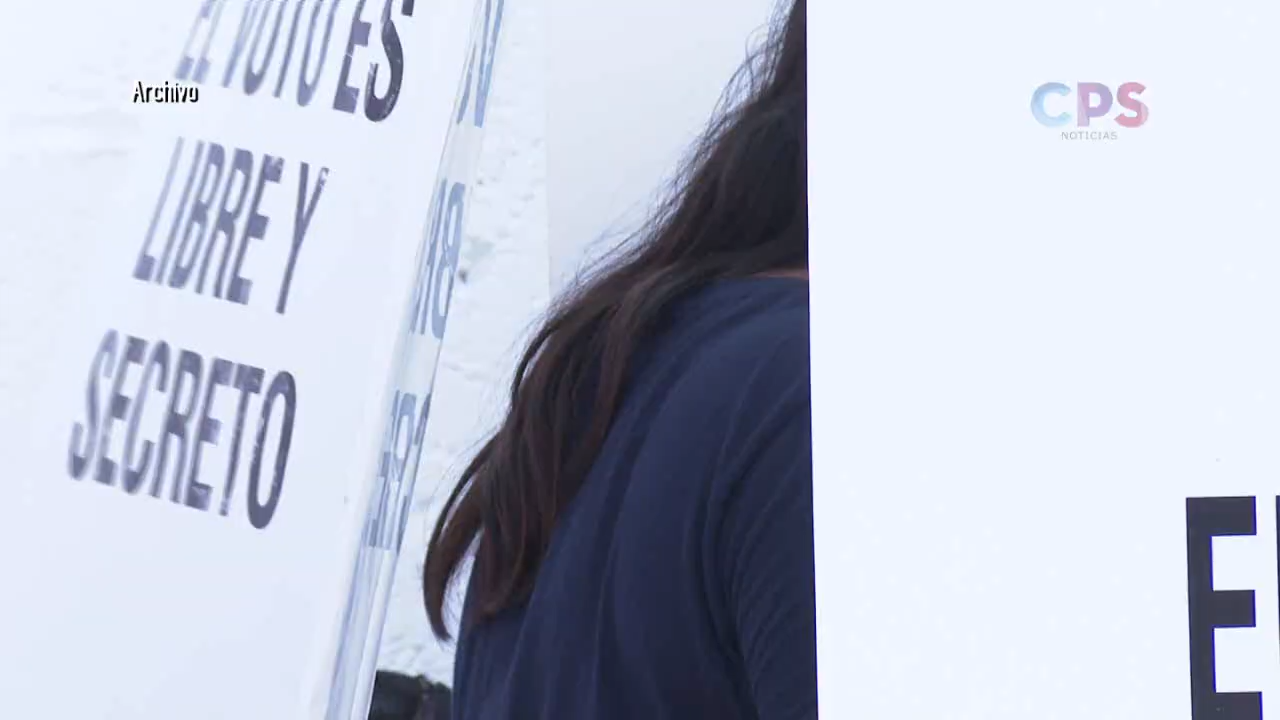 EL VOTO ES
LIBRE Y
SECRETO
Archivo
CPS
NOTICIAS
E